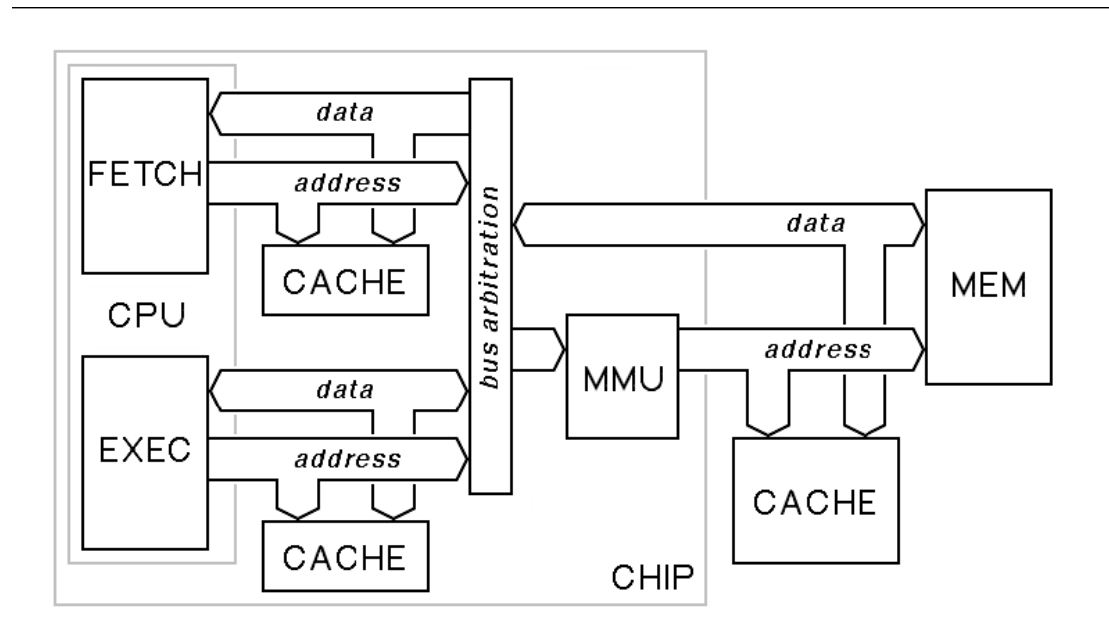 data
FETCH
address
CACHE
CPU
bus arbitration
data
MEM
MMU
address
data
EXEC
address
CACHE
CACHE
CHIP